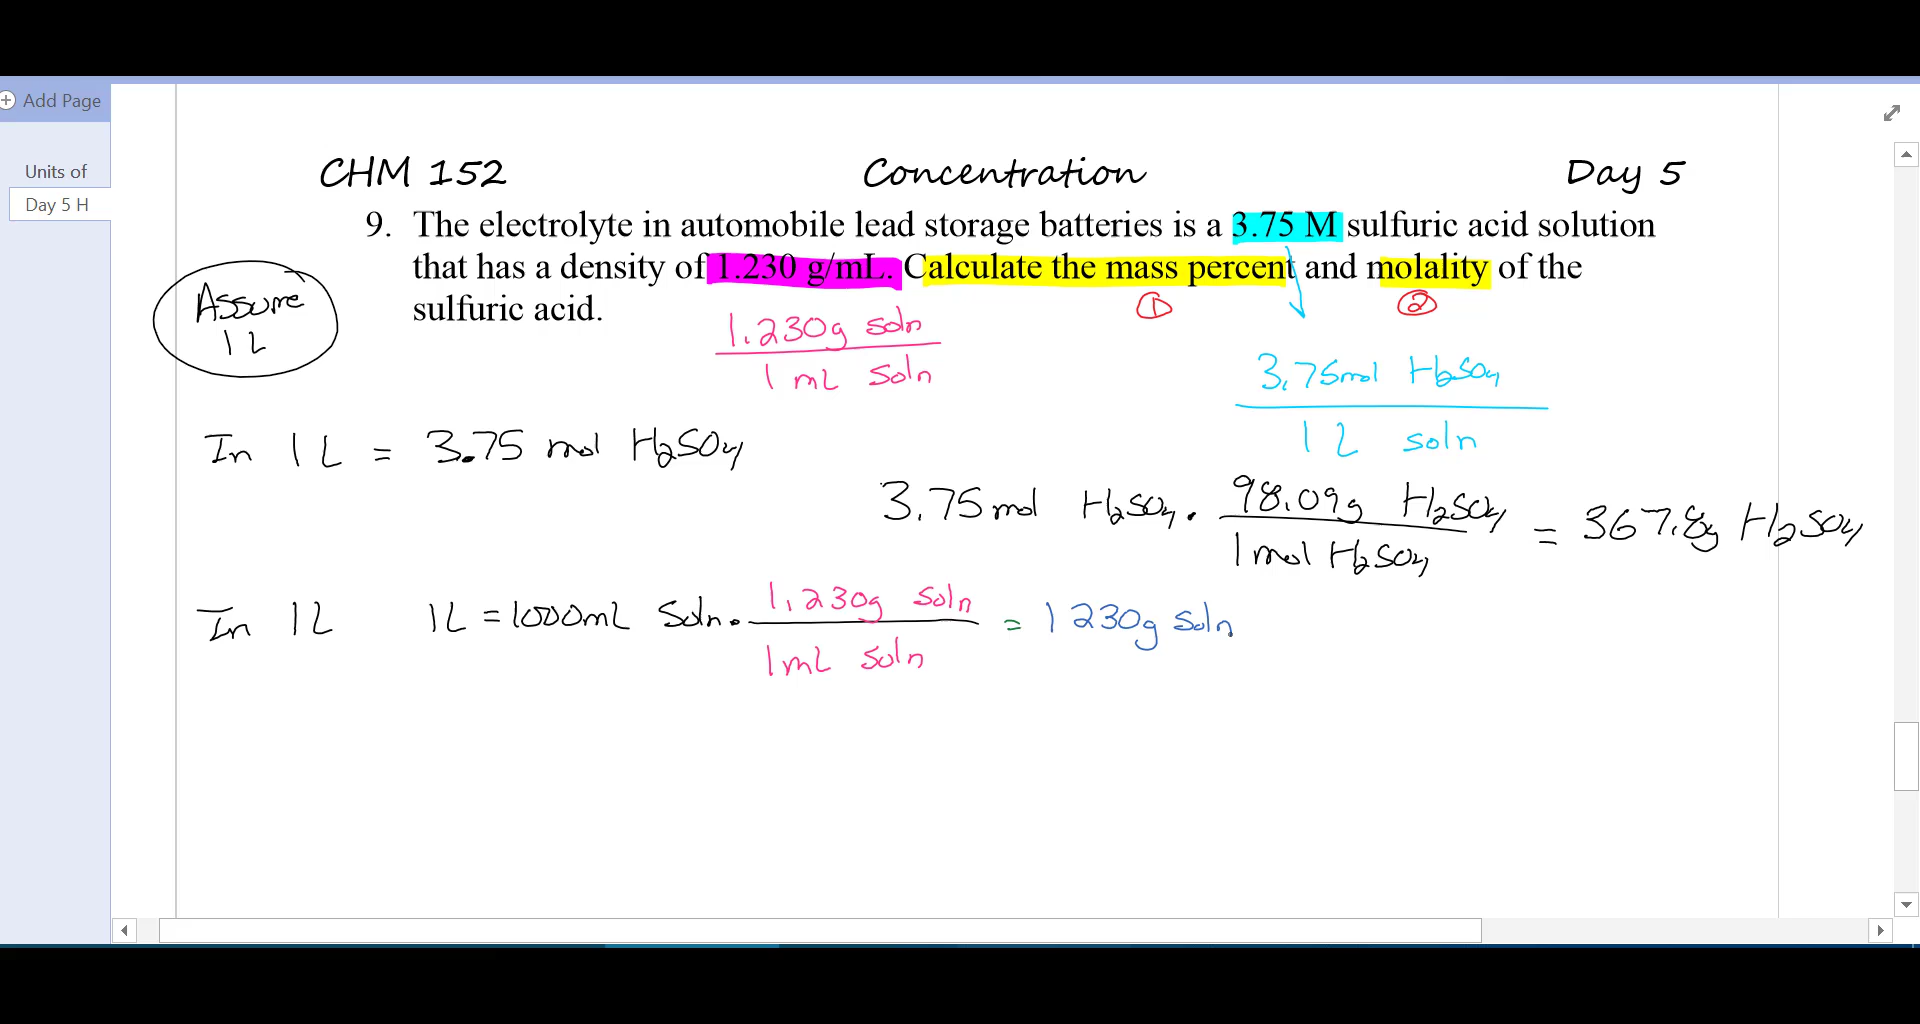 Add Page
Units of
Day 5 H
CHM 152 Concentration Day 5
9. The electrolyte in automobile lead storage batteries is a 3.75 M sulfuric acid solution
that has a density of 1.230 g/mL. Calculate the mass percent and molality of the
sulfuric acid.
① ②
Assume
1 L
1.230g soln
1 mL soln
3.75mol H2SO4
1 L soln
In 1 L = 3.75 mol H2SO4
3.75mol H2SO4 · 98.09g H2SO4 / 1mol H2SO4 = 367.8g H2SO4
In 1L 1L = 1000mL Soln · 1.230g soln / 1mL soln = 1230g soln